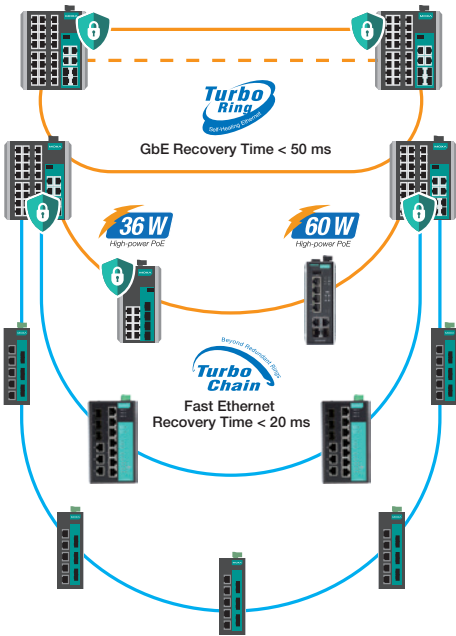 Turbo
Ring
Self-Healing Ethernet
GbE Recovery Time < 50 ms
36 W
High-power PoE
60 W
High-power PoE
Beyond Redundant Rings
Turbo
Chain
Fast Ethernet
Recovery Time < 20 ms